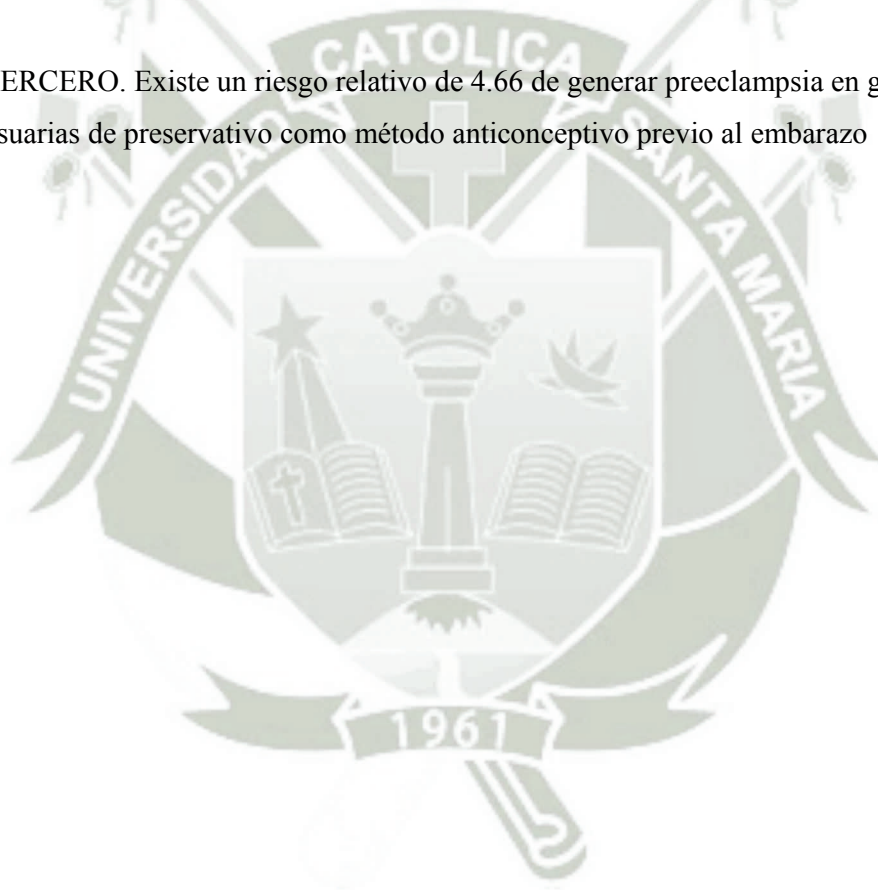 ERCERO. Existe un riesgo relativo de 4.66 de generar preeclampsia en g
suarias de preservativo como método anticonceptivo previo al embarazo
UNIVERSIDAD CATOLICA SANTA MARIA
1961